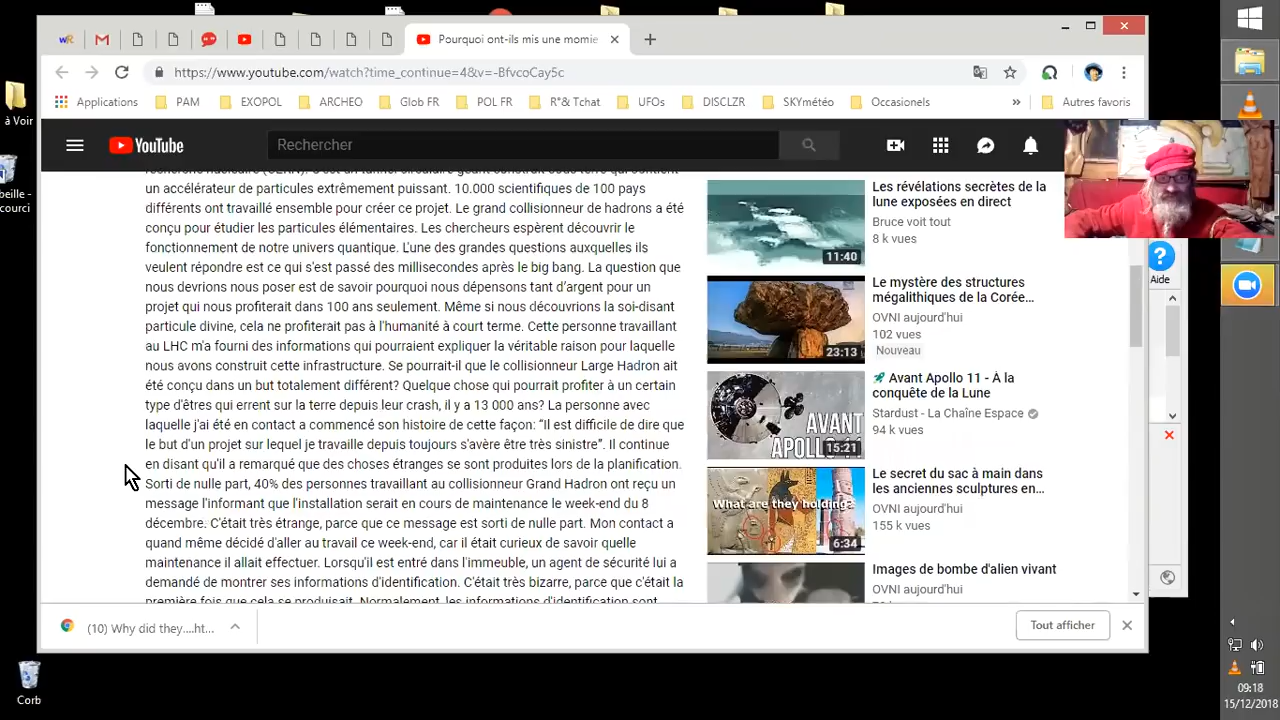 Pourquoi ont-ils mis une momie
https://www.youtube.com/watch?time_continue=4&v=-BfvcoCay5c
Applications
PAM
EXOPOL
ARCHEO
Glob FR
POL FR
R°& Tchat
UFOs
DISCLZR
SKYmétéo
Occasionels
»
Autres favoris
à Voir
beille -
courci
YouTube
Rechercher
un accélérateur de particules extrêmement puissant. 10.000 scientifiques de 100 pays
différents ont travaillé ensemble pour créer ce projet. Le grand collisionneur de hadrons a été
conçu pour étudier les particules élémentaires. Les chercheurs espèrent découvrir le
fonctionnement de notre univers quantique. L'une des grandes questions auxquelles ils
veulent répondre est ce qui s'est passé des millisecondes après le big bang. La question que
nous devrions nous poser est de savoir pourquoi nous dépensons tant d'argent pour un
projet qui nous profiterait dans 100 ans seulement. Même si nous découvrions la soi-disant
particule divine, cela ne profiterait pas à l'humanité à court terme. Cette personne travaillant
au LHC m'a fourni des informations qui pourraient expliquer la véritable raison pour laquelle
nous avons construit cette infrastructure. Se pourrait-il que le collisionneur Large Hadron ait
été conçu dans un but totalement différent? Quelque chose qui pourrait profiter à un certain
type d'êtres qui errent sur la terre depuis leur crash, il y a 13 000 ans? La personne avec
laquelle j'ai été en contact a commencé son histoire de cette façon: "Il est difficile de dire que
le but d'un projet sur lequel je travaille depuis toujours s'avère être très sinistre". Il continue
en disant qu'il a remarqué que des choses étranges se sont produites lors de la planification.
Sorti de nulle part, 40% des personnes travaillant au collisionneur Grand Hadron ont reçu un
message l'informant que l'installation serait en cours de maintenance le week-end du 8
décembre. C'était très étrange, parce que ce message est sorti de nulle part. Mon contact a
quand même décidé d'aller au travail ce week-end, car il était curieux de savoir quelle
maintenance il allait effectuer. Lorsqu'il est entré dans l'immeuble, un agent de sécurité lui a
demandé de montrer ses informations d'identification. C'était très bizarre, parce que c'était la
première fois que cela se produisait. Normalement, les informations d'identification sont
11:40
Les révélations secrètes de la
lune exposées en direct
Bruce voit tout
8 k vues
23:13
Le mystère des structures
mégalithiques de la Corée...
OVNI aujourd'hui
102 vues
Nouveau
AVANT
APOLLO 11
15:21
Avant Apollo 11 - À la
conquête de la Lune
Stardust - La Chaîne Espace
94 k vues
What are they holding?
6:34
Le secret du sac à main dans
les anciennes sculptures en...
OVNI aujourd'hui
155 k vues
Images de bombe d'alien vivant
OVNI aujourd'hui
Aide
(10) Why did they....ht...
Tout afficher
Corb
09:18
15/12/2018